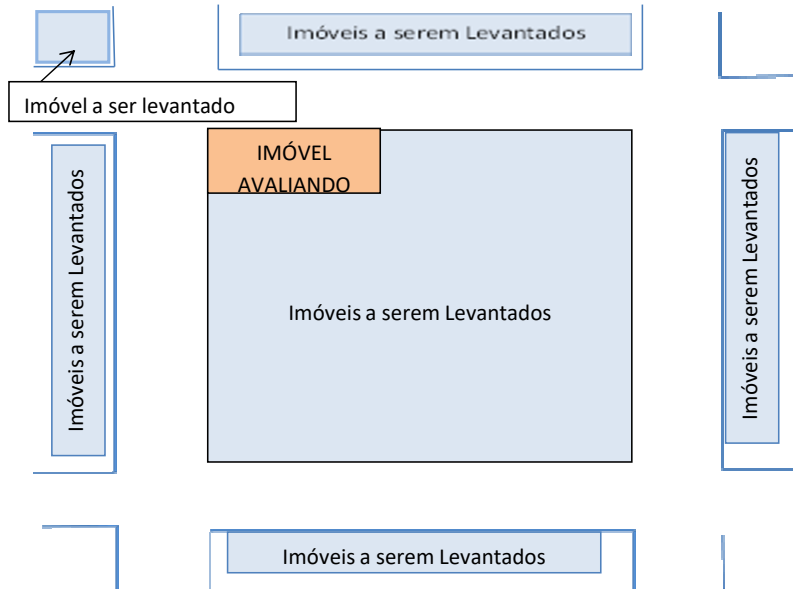 Imóveis a serem Levantados
Imóvel a ser levantado
IMÓVEL
AVALIANDO
Imóveis a serem Levantados
Imóveis a serem Levantados
Imóveis a serem Levantados
Imóveis a serem Levantados